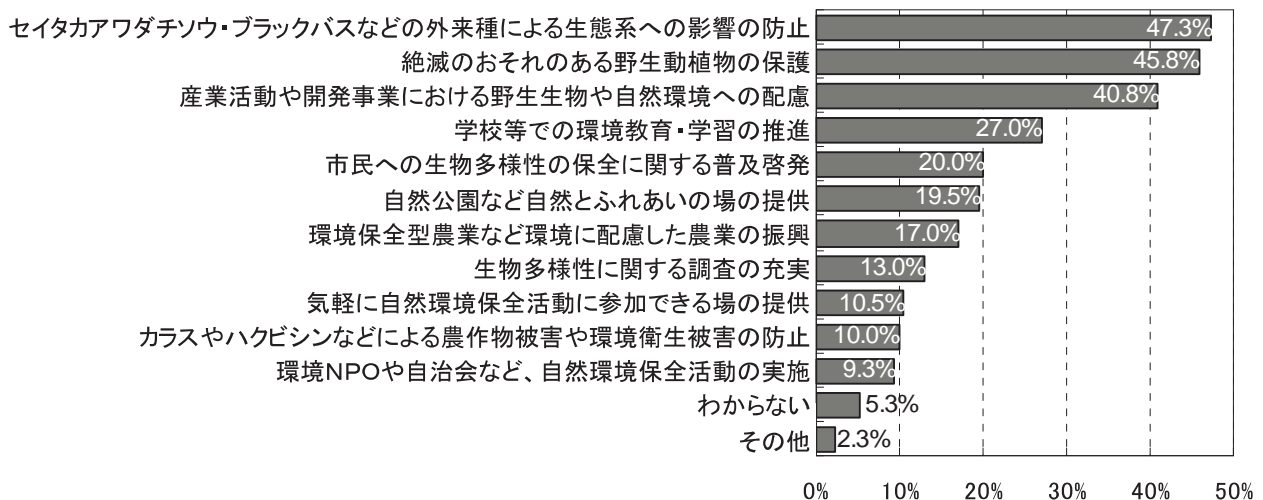 セイタカアワダチソウ・ブラックバスなどの外来種による生態系への影響の防止 47.3%
絶滅のおそれのある野生動植物の保護 45.8%
産業活動や開発事業における野生生物や自然環境への配慮 40.8%
学校等での環境教育・学習の推進 27.0%
市民への生物多様性の保全に関する普及啓発 20.0%
自然公園など自然とふれあいの場の提供 19.5%
環境保全型農業など環境に配慮した農業の振興 17.0%
生物多様性に関する調査の充実 13.0%
気軽に自然環境保全活動に参加できる場の提供 10.5%
カラスやハクビシンなどによる農作物被害や環境衛生被害の防止 10.0%
環境NPOや自治会など、自然環境保全活動の実施 9.3%
わからない 5.3%
その他 2.3%
0% 10% 20% 30% 40% 50%